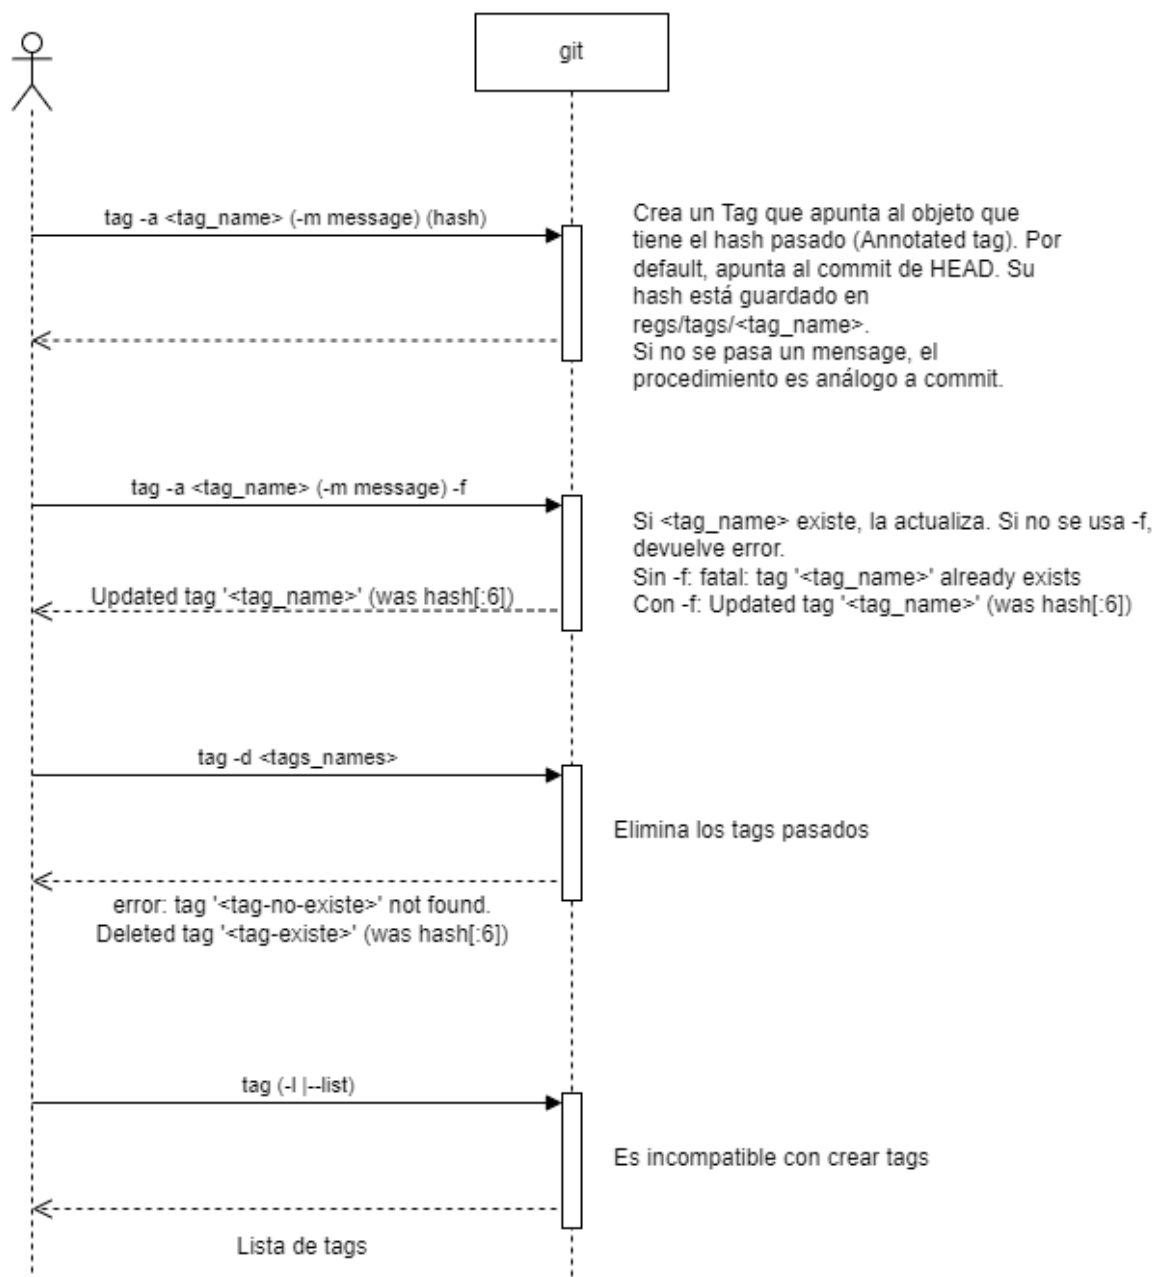 git
tag -a <tag_name> (-m message) (hash)
Crea un Tag que apunta al objeto que
tiene el hash pasado (Annotated tag). Por
default, apunta al commit de HEAD. Su
hash está guardado en
regs/tags/<tag_name>.
Si no se pasa un mensage, el
procedimiento es análogo a commit.
tag -a <tag_name> (-m message) -f
Si <tag_name> existe, la actualiza. Si no se usa -f,
devuelve error.
Sin -f: fatal: tag '<tag_name>' already exists
Con -f: Updated tag '<tag_name>' (was hash[:6])
Updated tag '<tag_name>' (was hash[:6])
tag -d <tags_names>
Elimina los tags pasados
error: tag '<tag-no-existe>' not found.
Deleted tag '<tag-existe>' (was hash[:6])
tag (-l |--list)
Es incompatible con crear tags
Lista de tags